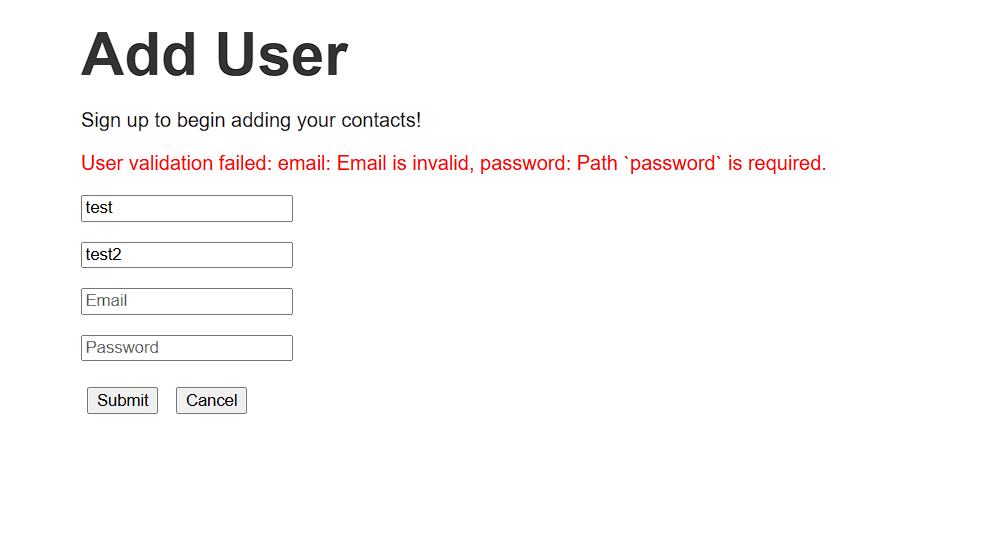 Add User
Sign up to begin adding your contacts!
User validation failed: email: Email is invalid, password: Path `password` is required.
test
test2
Email
Password
Submit Cancel